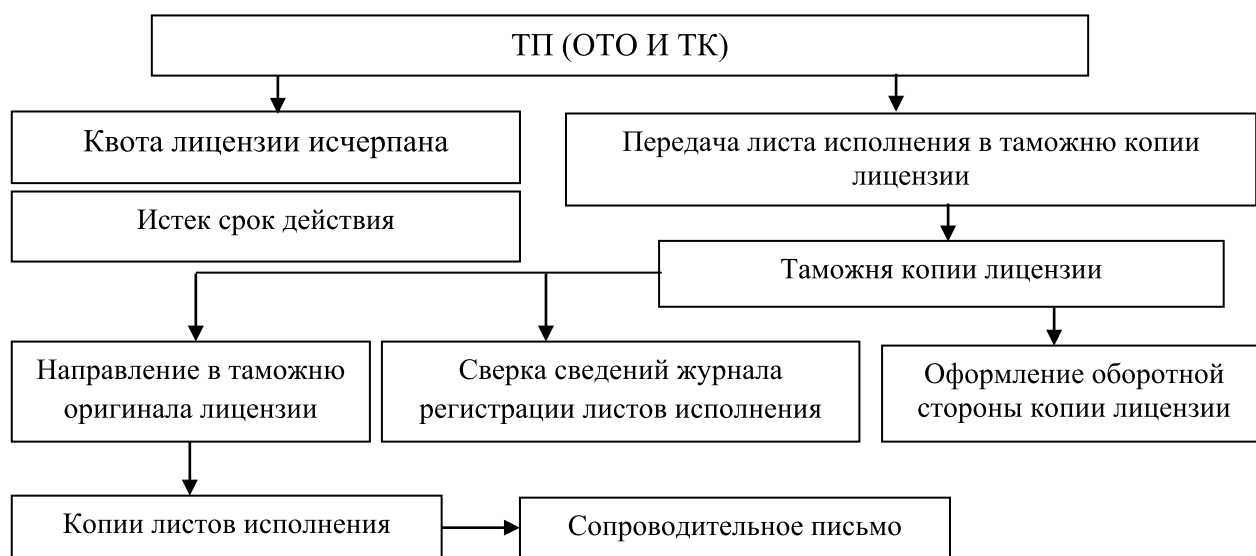 ТП (ОТО И ТК)
Квота лицензии исчерпана
Передача листа исполнения в таможню копии
лицензии
Истек срок действия
Таможня копии лицензии
Направление в таможню
оригинала лицензии
Сверка сведений журнала
регистрации листов исполнения
Оформление оборотной
стороны копии лицензии
Копии листов исполнения
Сопроводительное письмо